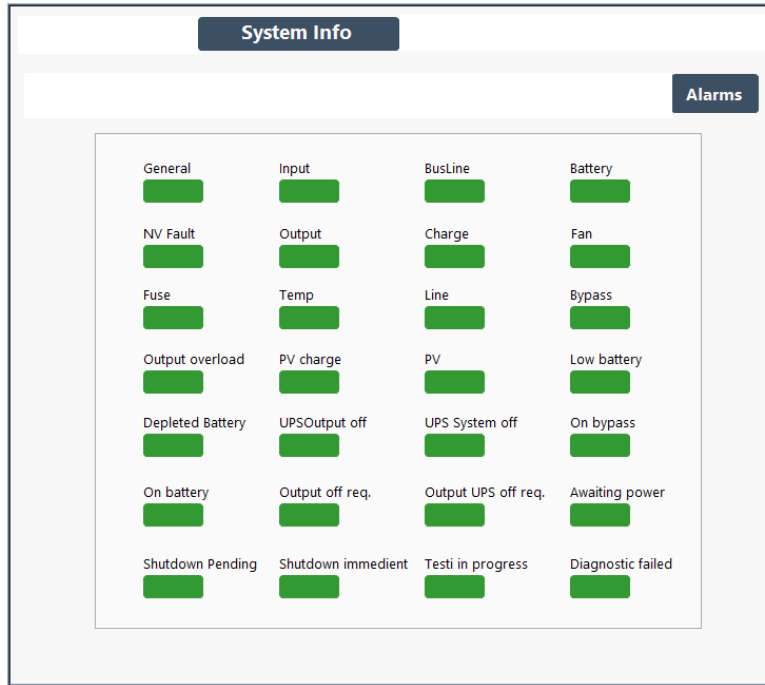 System Info
Alarms
General Input BusLine Battery
NV Fault Output Charge Fan
Fuse Temp Line Bypass
Output overload PV charge PV Low battery
Depleted Battery UPSOutput off UPS System off On bypass
On battery Output off req. Output UPS off req. Awaiting power
Shutdown Pending Shutdown immedient Testi in progress Diagnostic failed